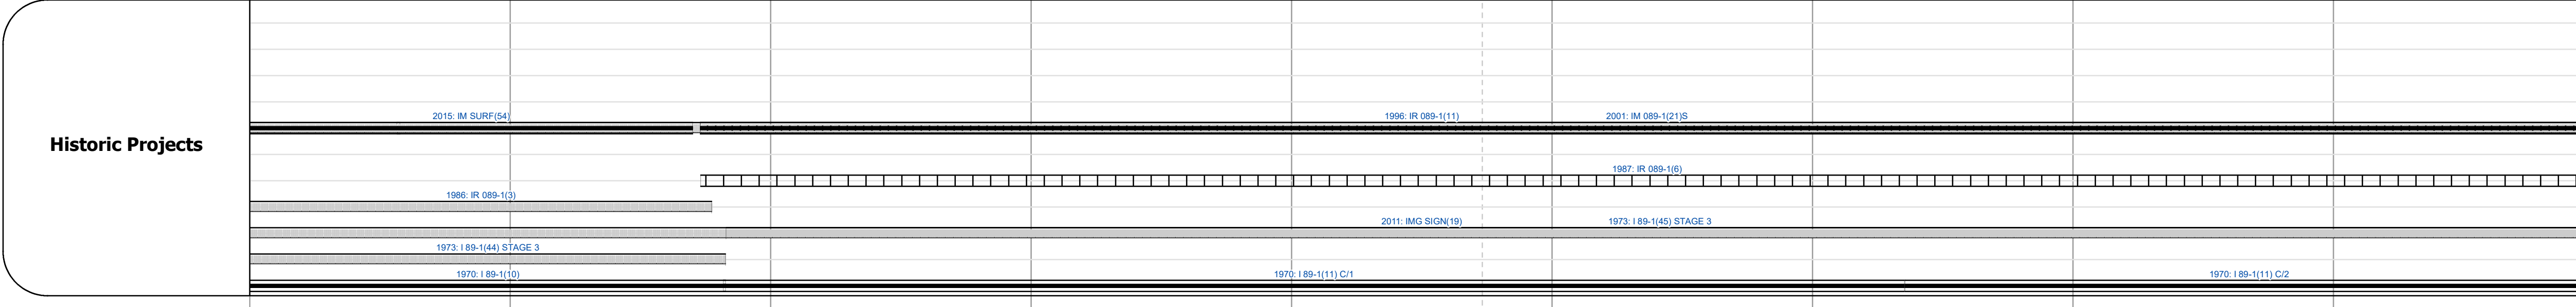 Historic Projects
2015: IM SURF(54) 1996: IR 089-1(11) 2001: IM 089-1(21)S
1987: IR 089-1(6)
1986: IR 089-1(3)
2011: IMG SIGN(19) 1973: I 89-1(45) STAGE 3
1973: I 89-1(44) STAGE 3
1970: I 89-1(10) 1970: I 89-1(11) C/1 1970: I 89-1(11) C/2